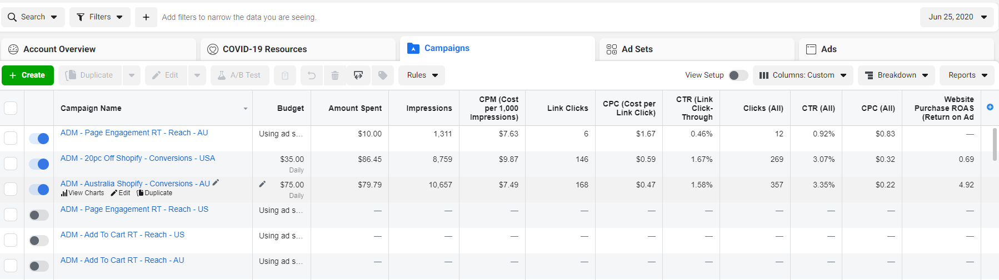 Search Filters + Add filters to narrow the data you are seeing. Jun 25, 2020
Account Overview COVID-19 Resources Campaigns Ad Sets Ads
+ Create Duplicate Edit A/B Test Rules View Setup Columns: Custom Breakdown Reports
Campaign Name Budget Amount Spent Impressions CPM (Cost per 1,000 Impressions) Link Clicks CPC (Cost per Link Click) CTR (Link Click-Through Clicks (All) CTR (All) CPC (All) Website Purchase ROAS (Return on Ad
ADM - Page Engagement RT - Reach - AU Using ad s... $10.00 1,311 $7.63 6 $1.67 0.46% 12 0.92% $0.83 —
ADM - 20pc Off Shopify - Conversions - USA $35.00 $86.45 8,759 $9.87 146 $0.59 1.67% 269 3.07% $0.32 0.69
Daily
ADM - Australia Shopify - Conversions - AU $75.00 $79.79 10,657 $7.49 168 $0.47 1.58% 357 3.35% $0.22 4.92
View Charts Edit Duplicate Daily
ADM - Page Engagement RT - Reach - US Using ad s... — — — — — — — — — —
ADM - Add To Cart RT - Reach - US Using ad s... — — — — — — — — — —
ADM - Add To Cart RT - Reach - AU Using ad s... — — — — — — — — — —